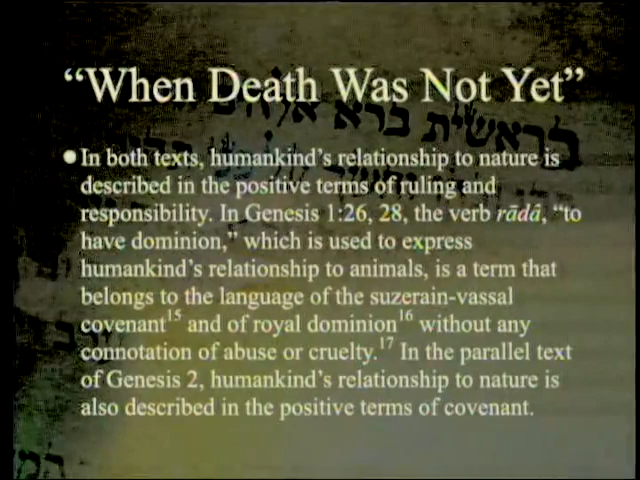 “When Death Was Not Yet”
בראשית ברא אלהים
• In both texts, humankind’s relationship to nature is
described in the positive terms of ruling and
responsibility. In Genesis 1:26, 28, the verb rādâ, “to
have dominion,” which is used to express
humankind’s relationship to animals, is a term that
belongs to the language of the suzerain-vassal
covenant15 and of royal dominion16 without any
connotation of abuse or cruelty.17 In the parallel text
of Genesis 2, humankind’s relationship to nature is
also described in the positive terms of covenant.